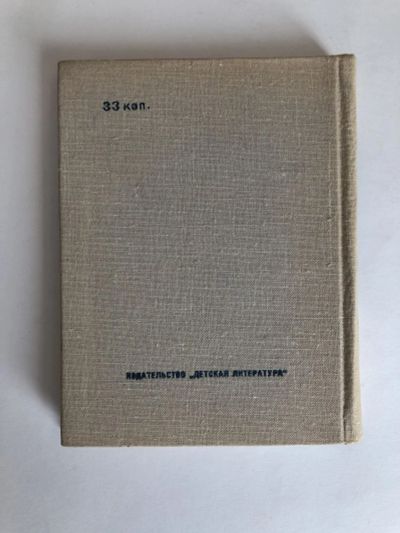 33 коп.
ИЗДАТЕЛЬСТВО „ДЕТСКАЯ ЛИТЕРАТУРА“